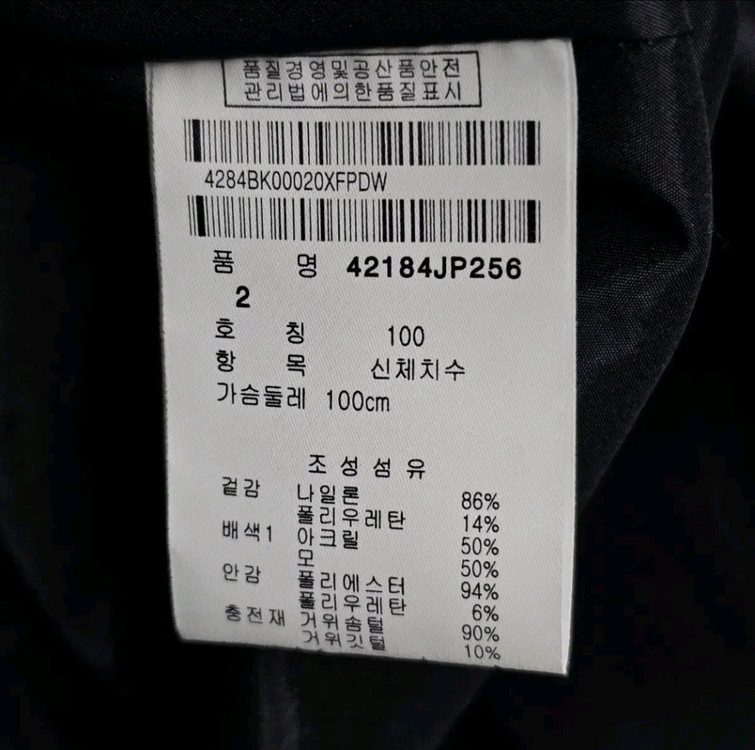 품질경영및공산품안전
관리법에의한품질표시
4284BK00020XFPDW
품 명 42184JP256
2
호 칭 100
항 목 신체치수
가슴둘레 100cm
조성섬유
겉감 나일론 86%
폴리우레탄 14%
배색1 아크릴 50%
모 50%
안감 폴리에스터 94%
폴리우레탄 6%
충전재 거위솜털 90%
거위깃털 10%